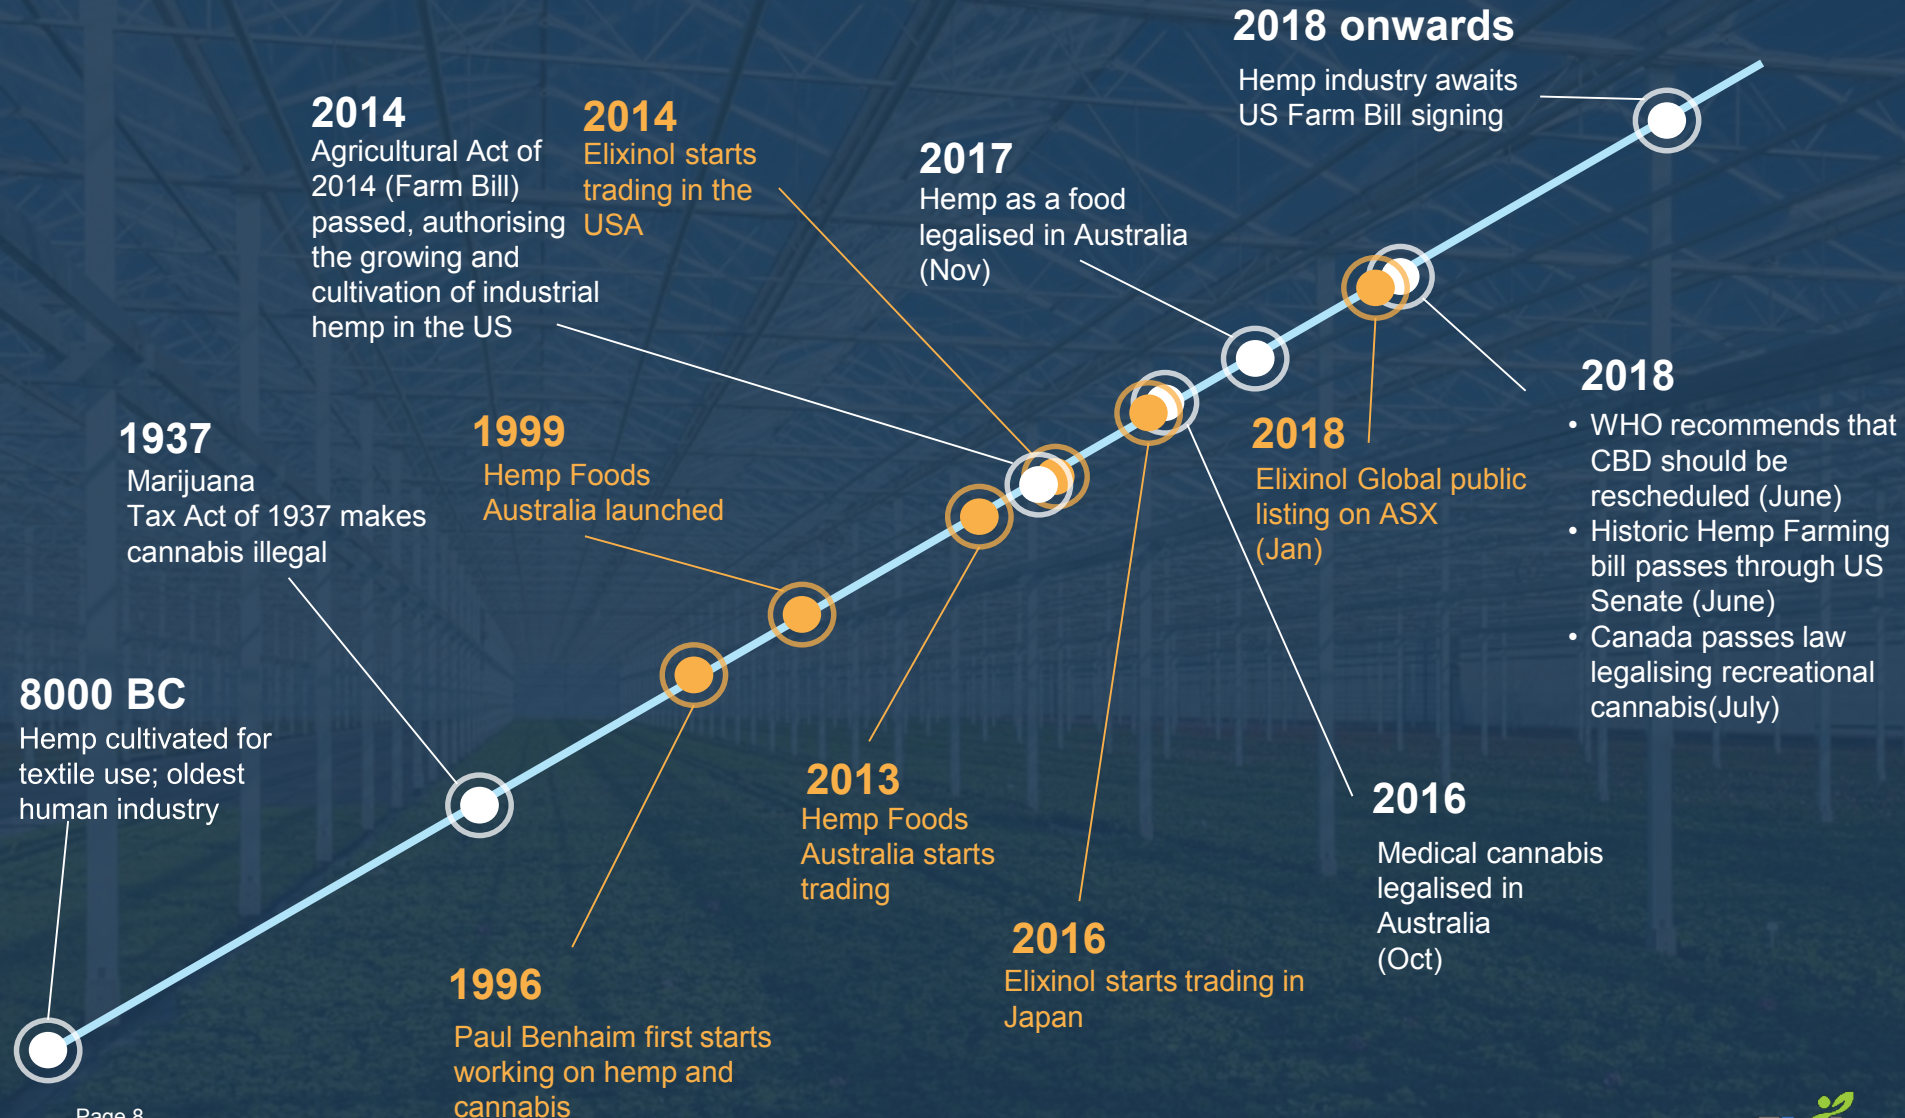 2018 onwards
Hemp industry awaits
US Farm Bill signing
2014
Agricultural Act of
2014 (Farm Bill)
passed, authorising
the growing and
cultivation of industrial
hemp in the US
2014
Elixinol starts
trading in the
USA
2017
Hemp as a food
legalised in Australia
(Nov)
1937
Marijuana
Tax Act of 1937 makes
cannabis illegal
1999
Hemp Foods
Australia launched
2018
Elixinol Global public
listing on ASX
(Jan)
2018
• WHO recommends that
CBD should be
rescheduled (June)
• Historic Hemp Farming
bill passes through US
Senate (June)
• Canada passes law
legalising recreational
cannabis(July)
8000 BC
Hemp cultivated for
textile use; oldest
human industry
2013
Hemp Foods
Australia starts
trading
2016
Medical cannabis
legalised in
Australia
(Oct)
2016
Elixinol starts trading in
Japan
1996
Paul Benhaim first starts
working on hemp and
cannabis
Page 8